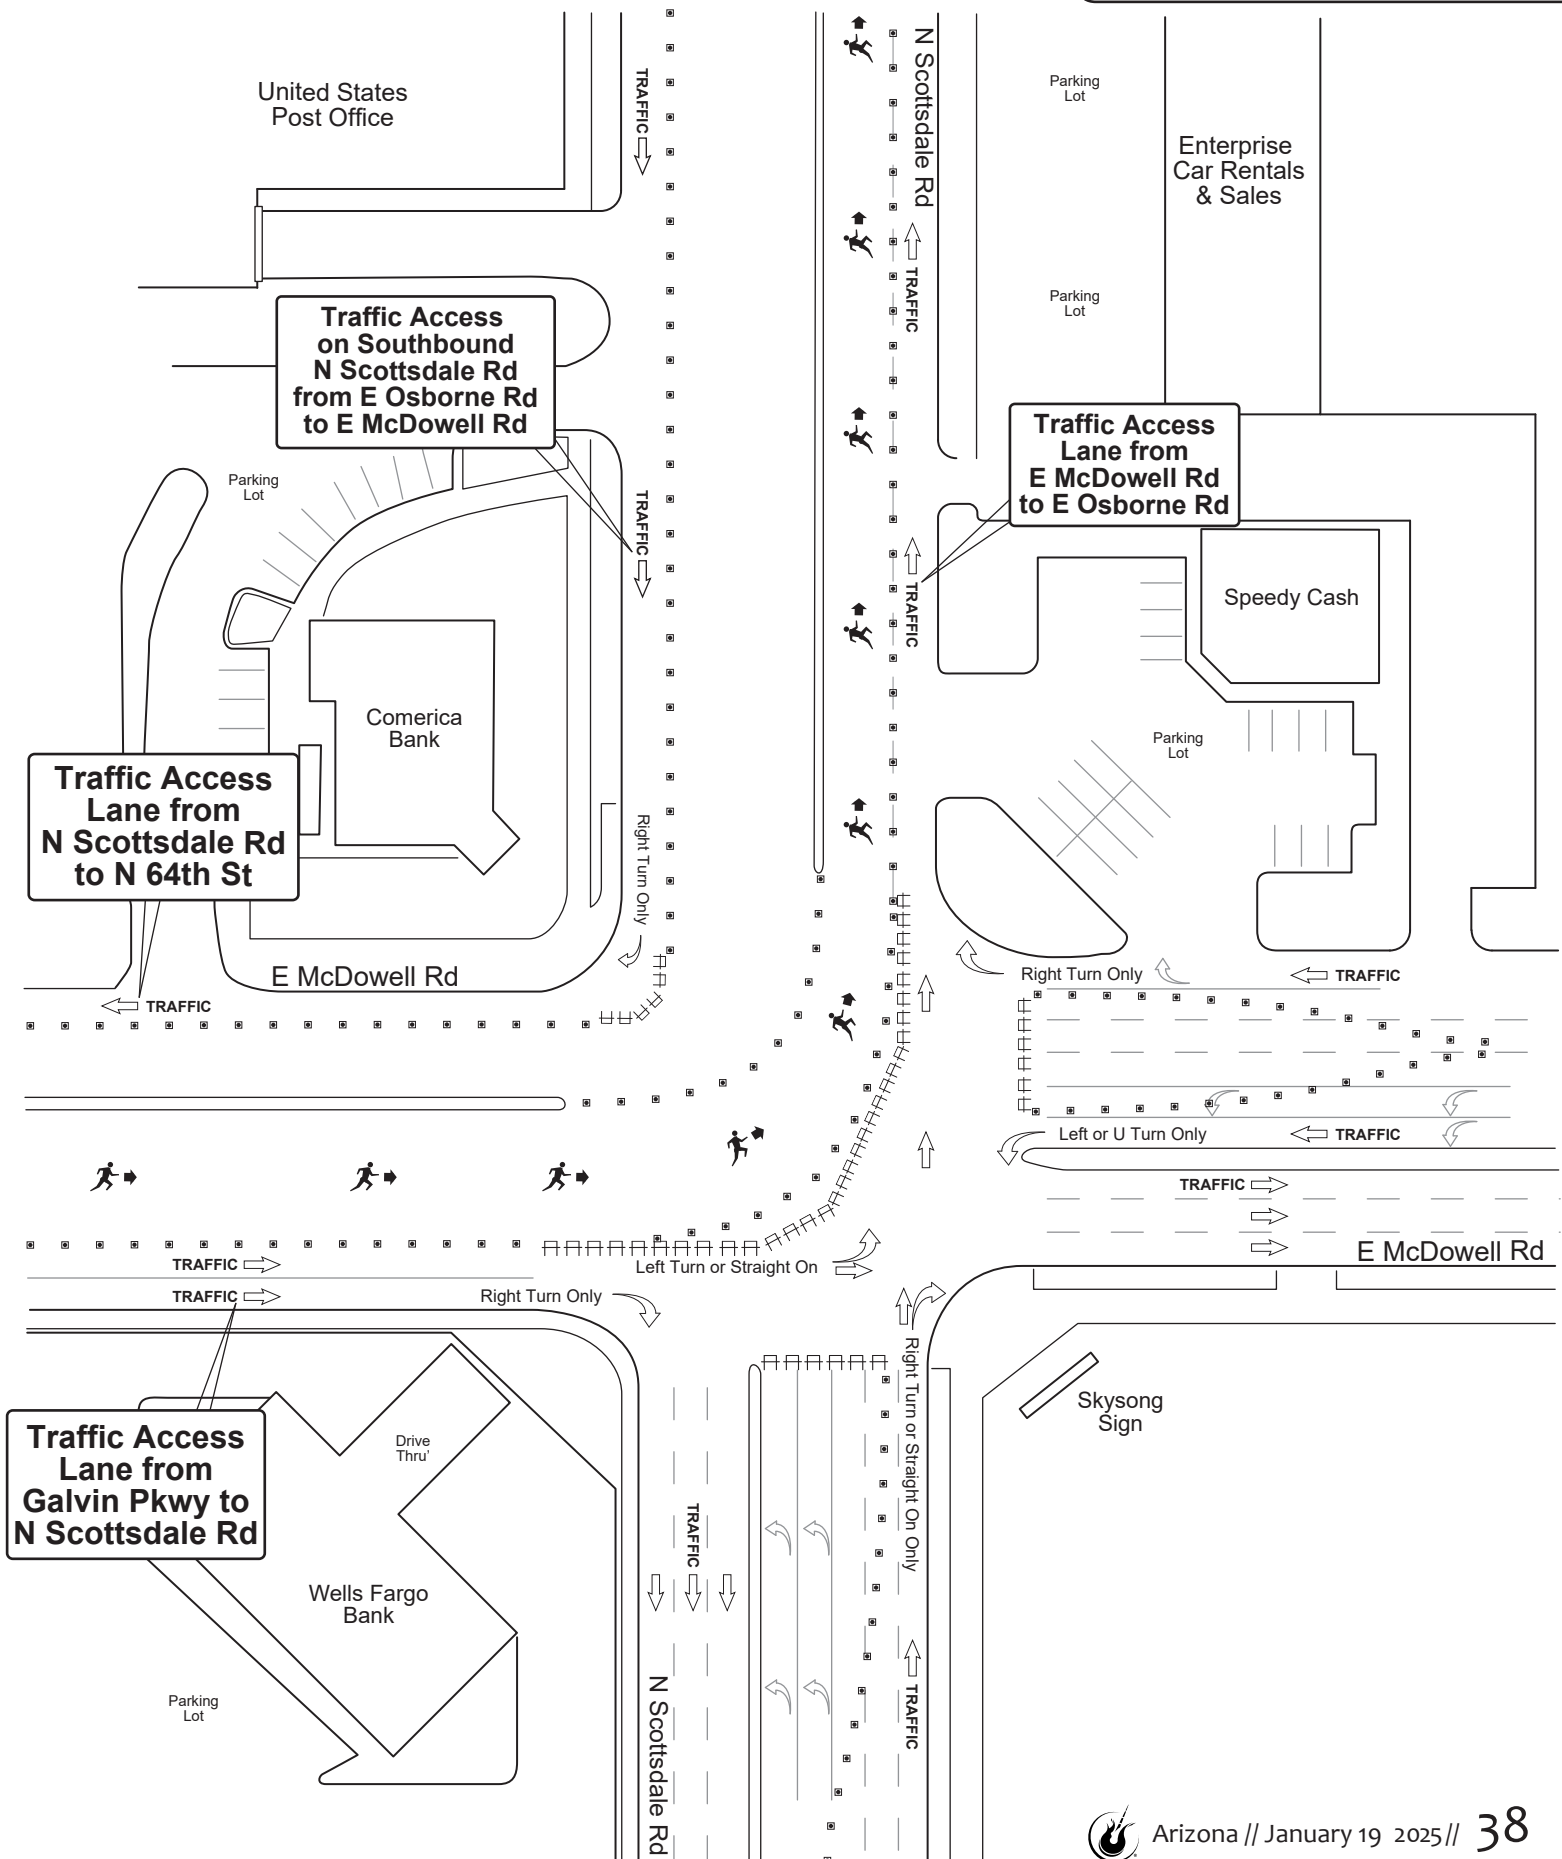 United States
Post Office
TRAFFIC
N Scottsdale Rd
Parking
Lot
Enterprise
Car Rentals
& Sales
TRAFFIC
Parking
Lot
Traffic Access
on Southbound
N Scottsdale Rd
from E Osborne Rd
to E McDowell Rd
Traffic Access
Lane from
E McDowell Rd
to E Osborne Rd
Parking
Lot
TRAFFIC
TRAFFIC
Speedy Cash
Comerica
Bank
Parking
Lot
Traffic Access
Lane from
N Scottsdale Rd
to N 64th St
Right Turn Only
E McDowell Rd
TRAFFIC
Right Turn Only
TRAFFIC
Left or U Turn Only
TRAFFIC
TRAFFIC
E McDowell Rd
TRAFFIC
Left Turn or Straight On
TRAFFIC
Right Turn Only
Right Turn or Straight On Only
Skysong
Sign
Traffic Access
Lane from
Galvin Pkwy to
N Scottsdale Rd
Drive
Thru'
TRAFFIC
Wells Fargo
Bank
Parking
Lot
N Scottsdale Rd
TRAFFIC
Arizona // January 19 2025// 38